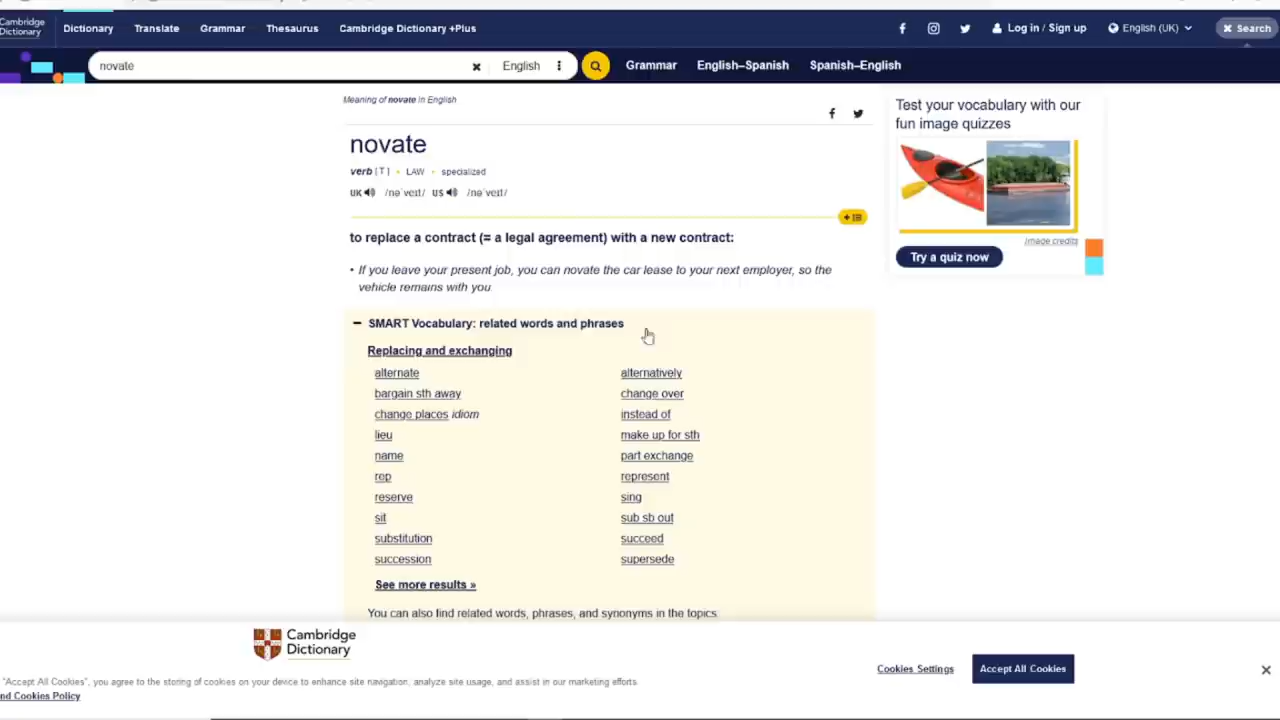 Cambridge
Dictionary
Dictionary
Translate
Grammar
Thesaurus
Cambridge Dictionary +Plus
Log in / Sign up
English (UK)
Search
novate
English
Grammar
English–Spanish
Spanish–English
Meaning of novate in English
novate
verb [T] • LAW • specialized
UK /nəˈveɪt/ US /nəˈveɪt/
to replace a contract (= a legal agreement) with a new contract:
• If you leave your present job, you can novate the car lease to your next employer, so the
vehicle remains with you.
SMART Vocabulary: related words and phrases
Replacing and exchanging
alternate
alternatively
bargain sth away
change over
change places idiom
instead of
lieu
make up for sth
name
part exchange
rep
represent
reserve
sing
sit
sub sb out
substitution
succeed
succession
supersede
See more results »
You can also find related words, phrases, and synonyms in the topics:
Test your vocabulary with our
fun image quizzes
Image credits
Try a quiz now
Cambridge
Dictionary
"Accept All Cookies", you agree to the storing of cookies on your device to enhance site navigation, analyze site usage, and assist in our marketing efforts.
nd Cookies Policy
Cookies Settings
Accept All Cookies